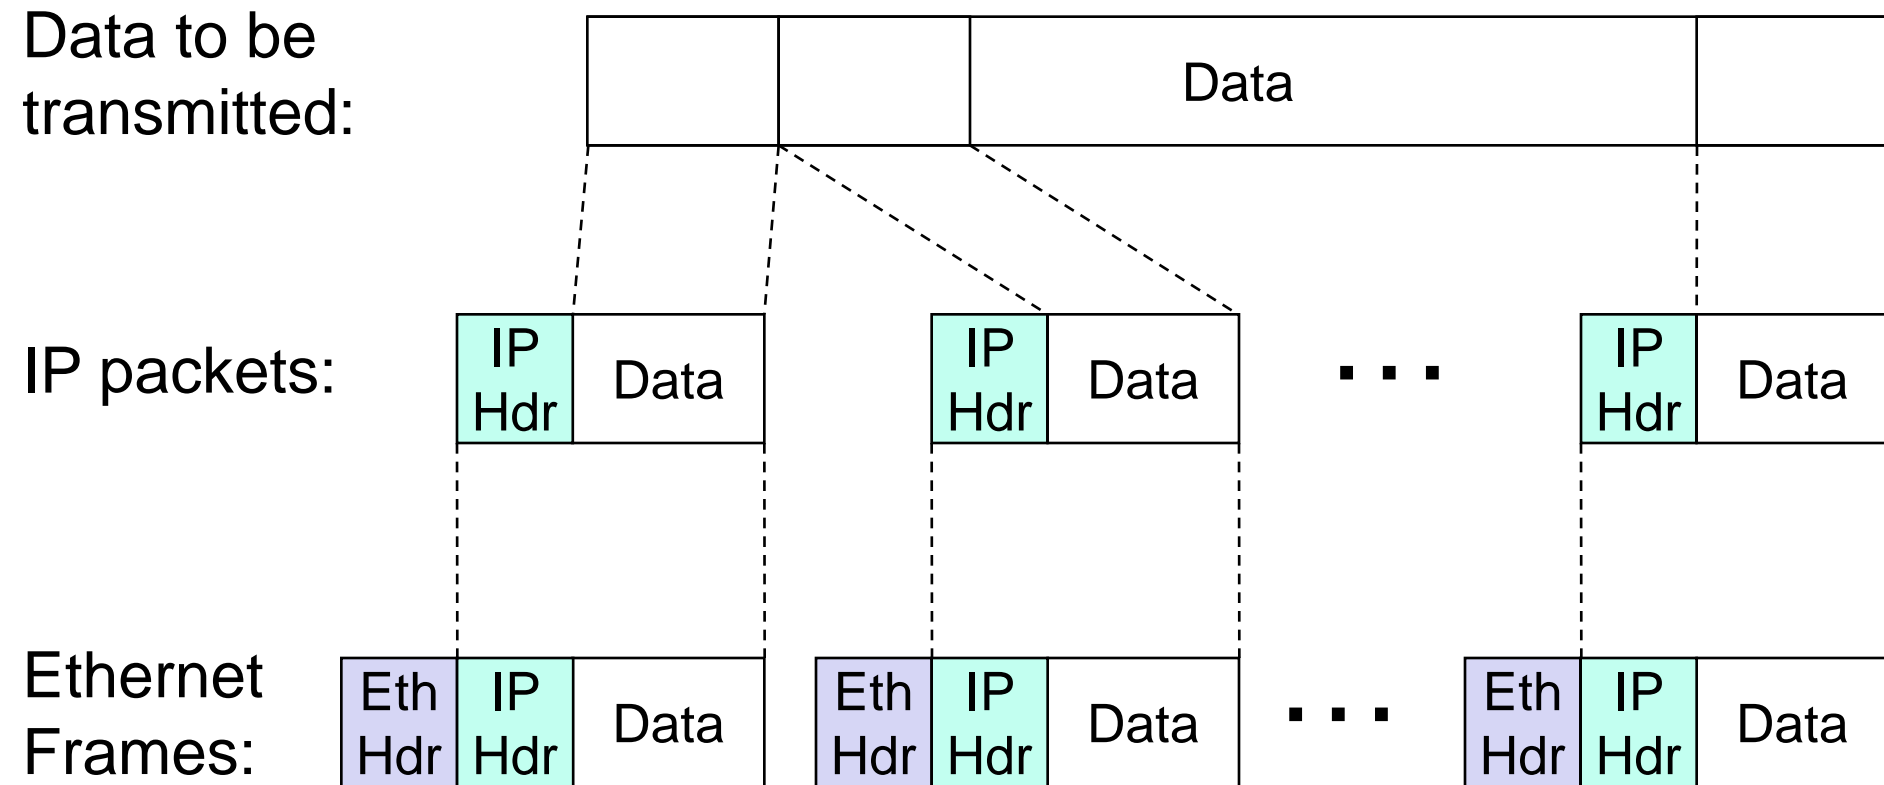 Data to be
transmitted:
Data
IP packets:
IP
Hdr
Data
IP
Hdr
Data
...
IP
Hdr
Data
Ethernet
Frames:
Eth
Hdr
IP
Hdr
Data
Eth
Hdr
IP
Hdr
Data
...
Eth
Hdr
IP
Hdr
Data